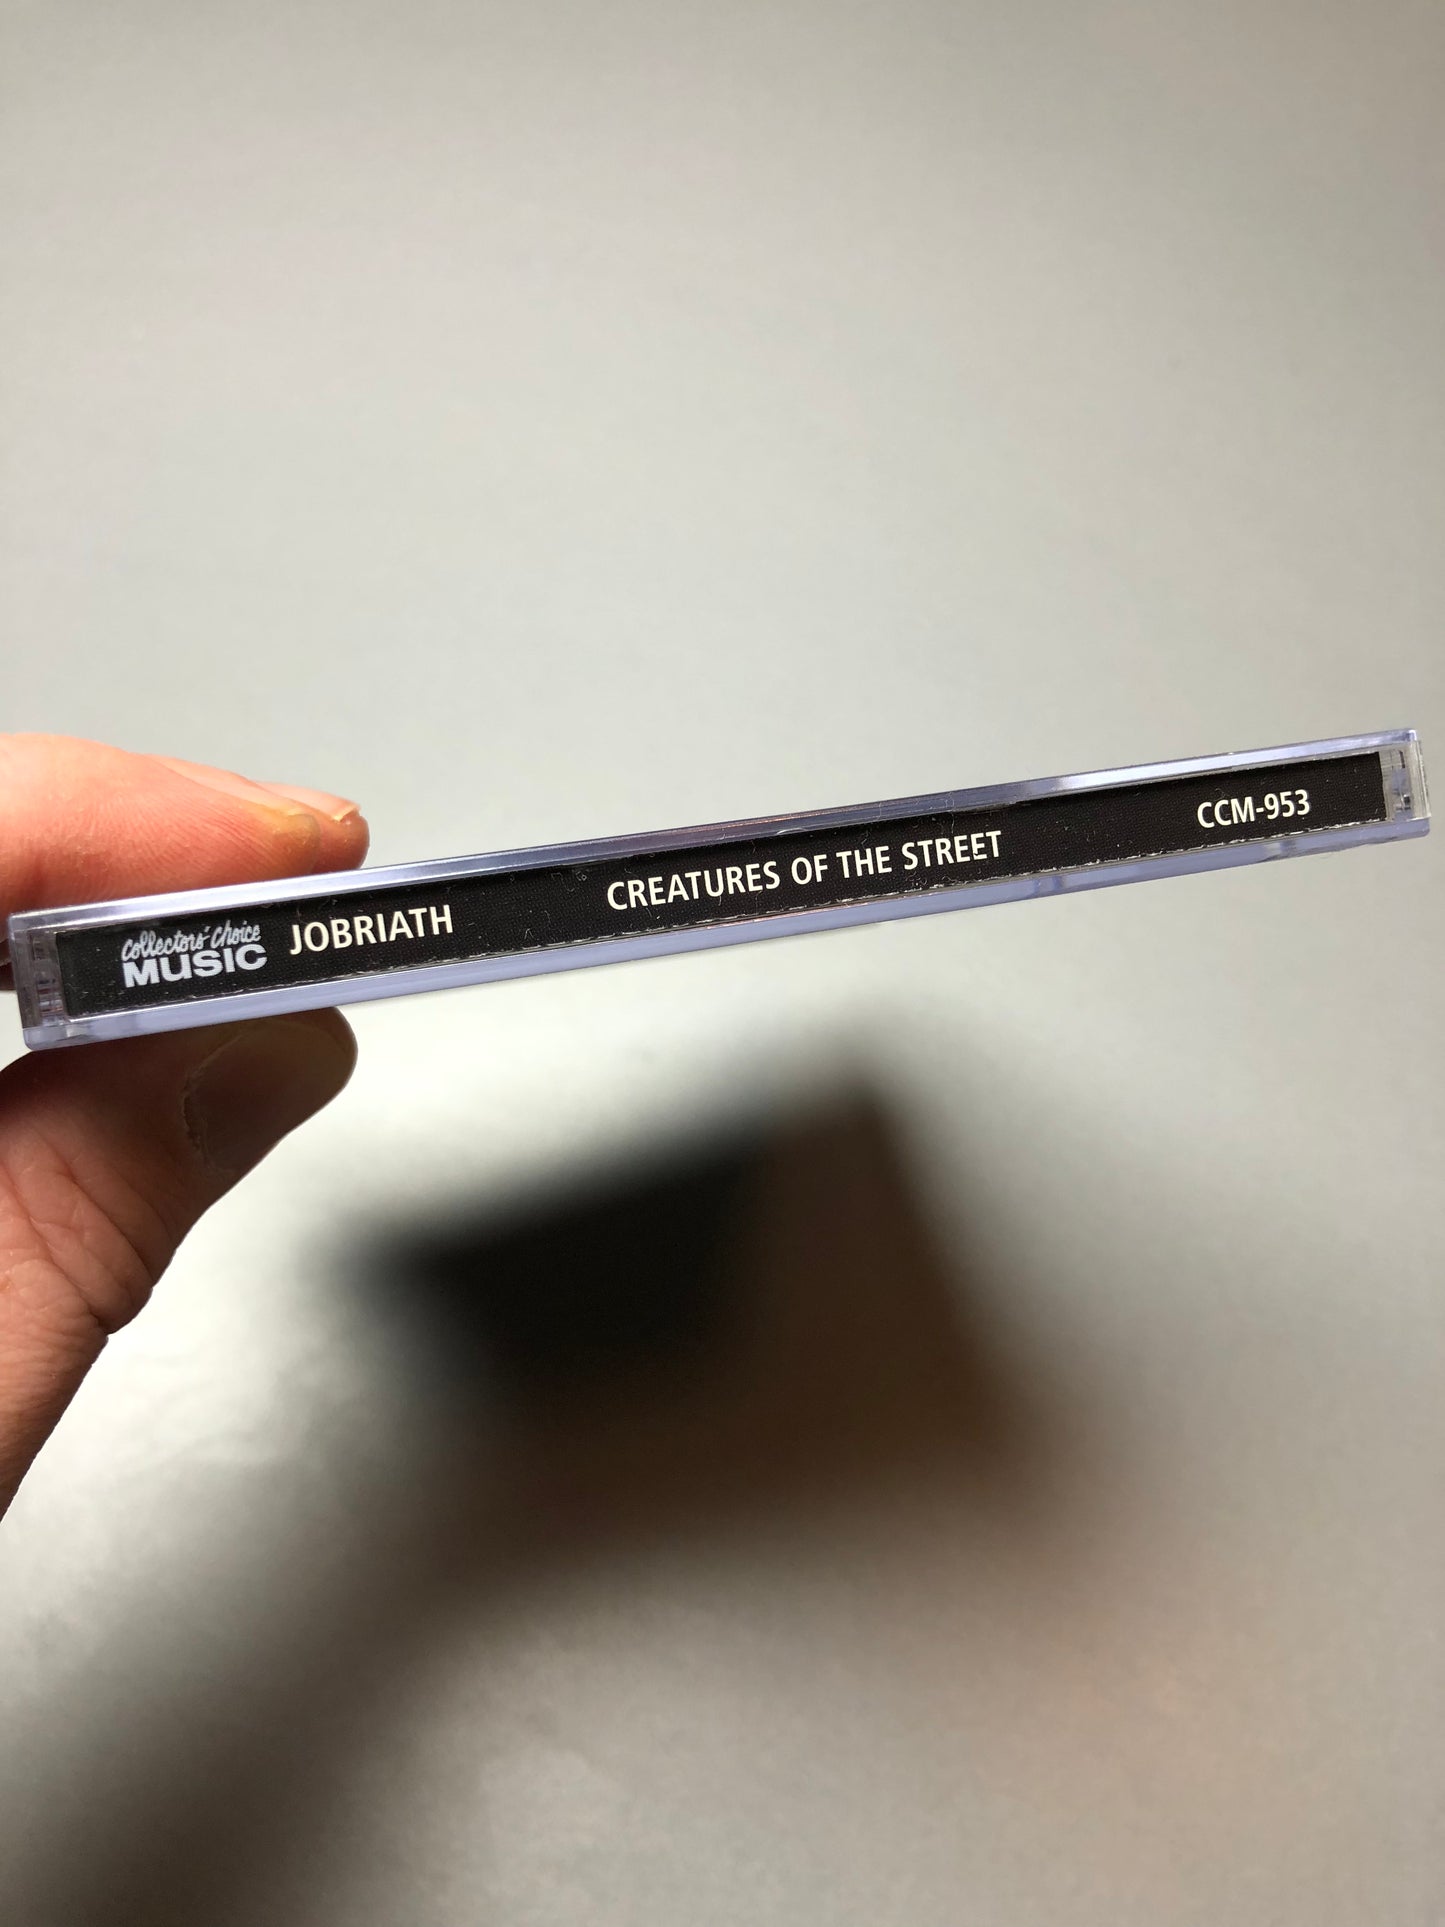 Collectors' Choice
MUSIC
JOBRIATH
CREATURES OF THE STREET
CCM-953